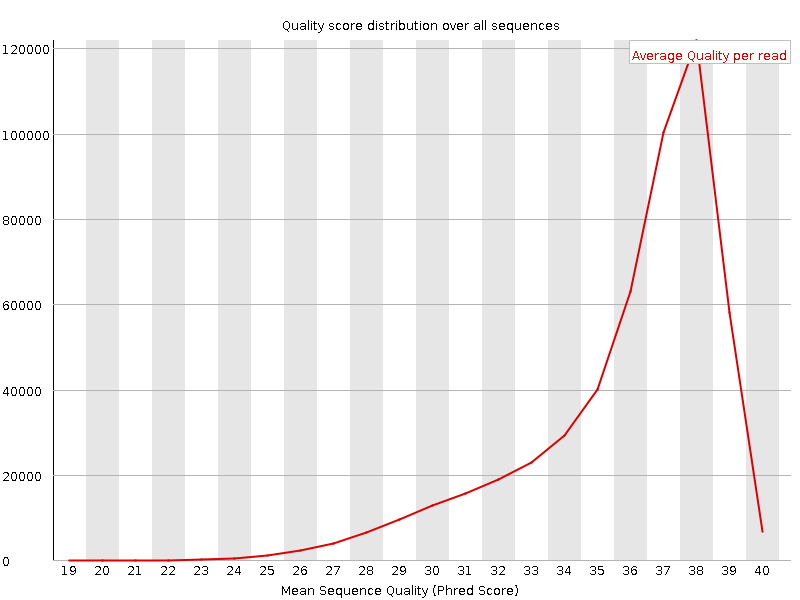 Quality score distribution over all sequences
Average Quality per read
120000
100000
80000
60000
40000
20000
0
19 20 21 22 23 24 25 26 27 28 29 30 31 32 33 34 35 36 37 38 39 40
Mean Sequence Quality (Phred Score)